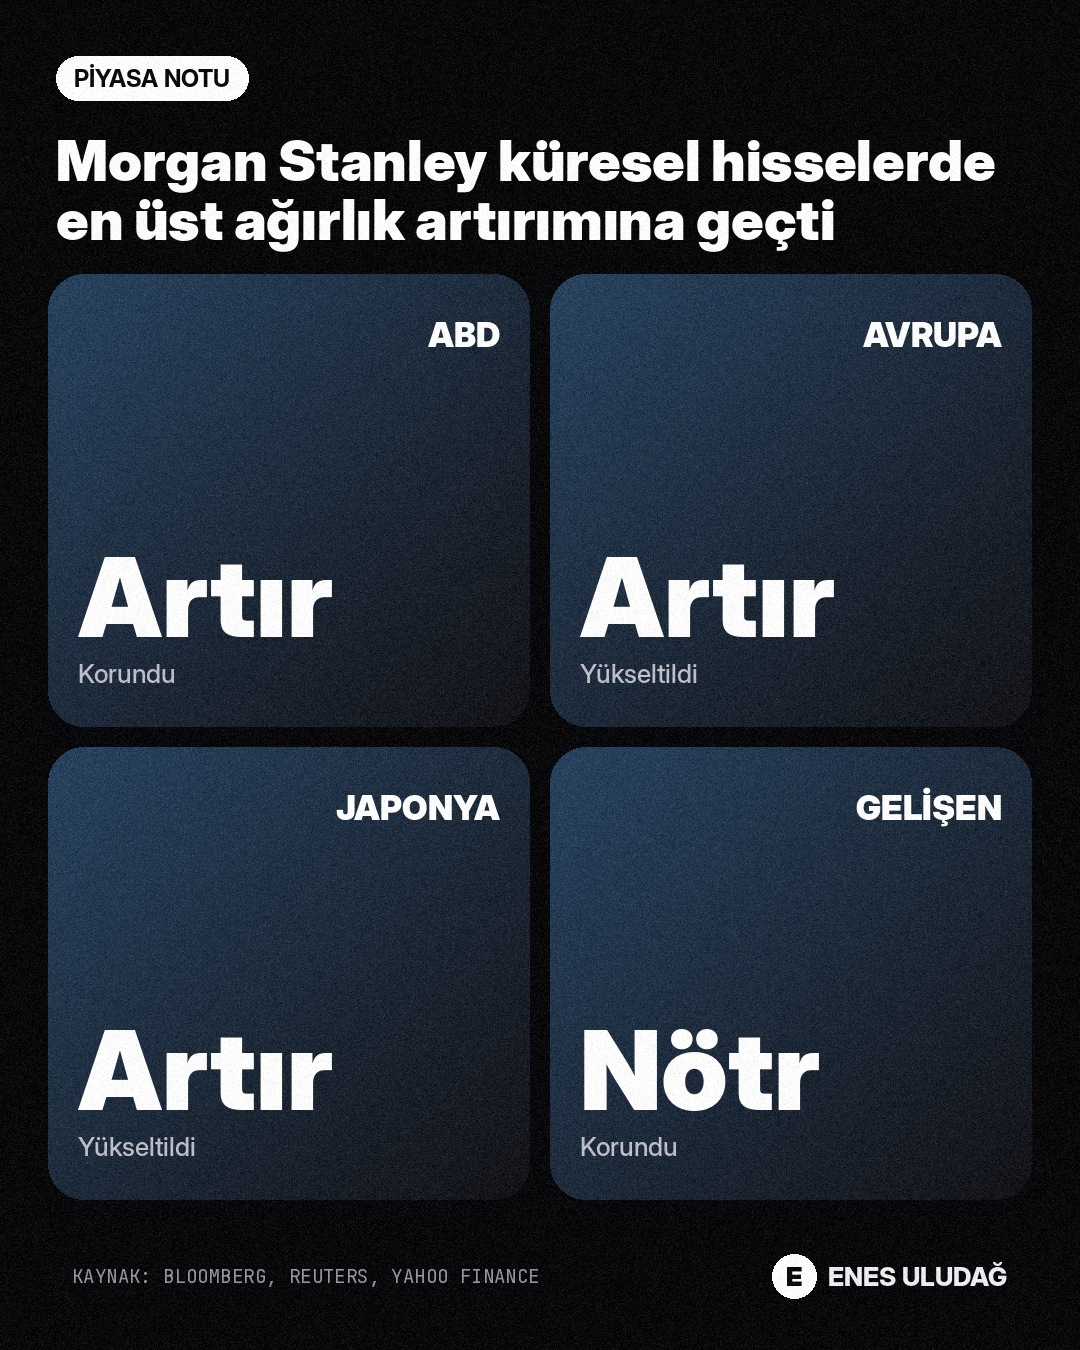 PİYASA NOTU
Morgan Stanley küresel hisselerde
en üst ağırlık artırımına geçti
ABD
Artır
Korundu
AVRUPA
Artır
Yükseltildi
JAPONYA
Artır
Yükseltildi
GELİŞEN
Nötr
Korundu
KAYNAK: BLOOMBERG, REUTERS, YAHOO FINANCE
E ENES ULUDAĞ